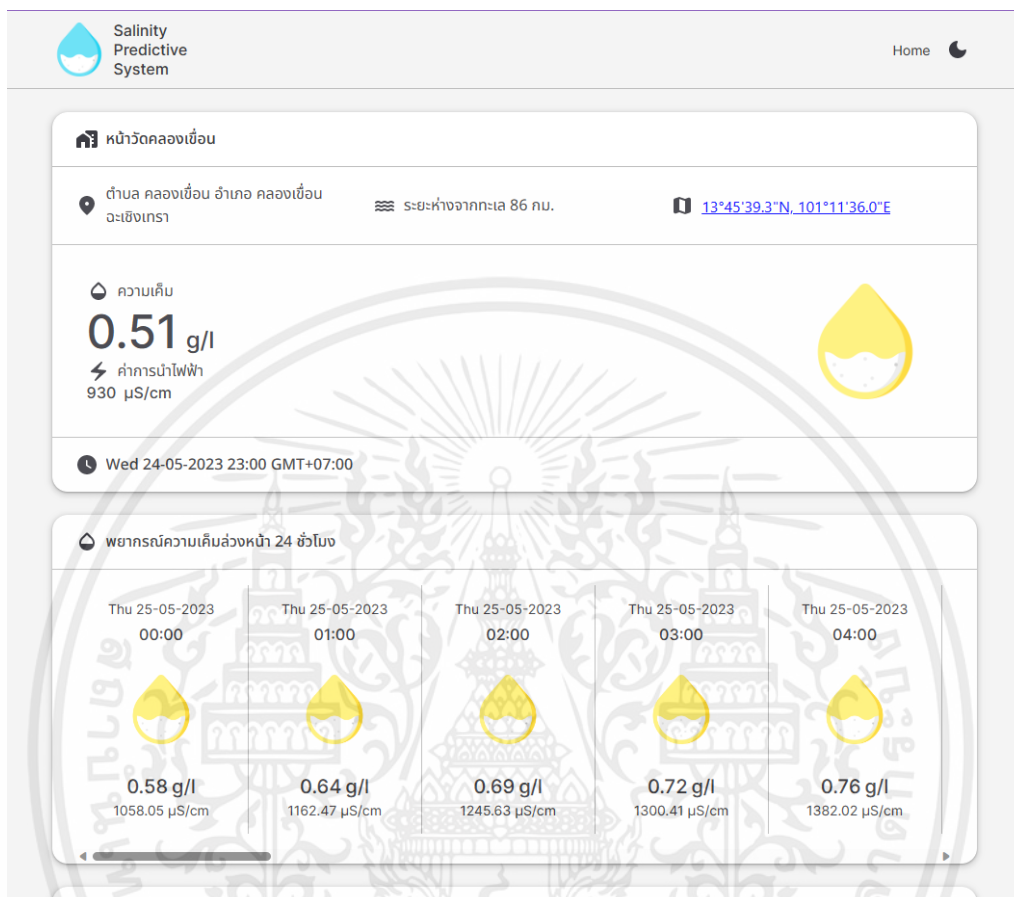 Salinity
Predictive
System
Home
หน้าวัดคลองเขื่อน
ตำบล คลองเขื่อน อำเภอ คลองเขื่อน
ฉะเชิงเทรา
ระยะห่างจากทะเล 86 กม.
13°45'39.3"N, 101°11'36.0"E
ความเค็ม
0.51 g/l
ค่าการนำไฟฟ้า
930 µS/cm
Wed 24-05-2023 23:00 GMT+07:00
พยากรณ์ความเค็มล่วงหน้า 24 ชั่วโมง
Thu 25-05-2023 Thu 25-05-2023 Thu 25-05-2023 Thu 25-05-2023 Thu 25-05-2023
00:00 01:00 02:00 03:00 04:00
0.58 g/l 0.64 g/l 0.69 g/l 0.72 g/l 0.76 g/l
1058.05 µS/cm 1162.47 µS/cm 1245.63 µS/cm 1300.41 µS/cm 1382.02 µS/cm